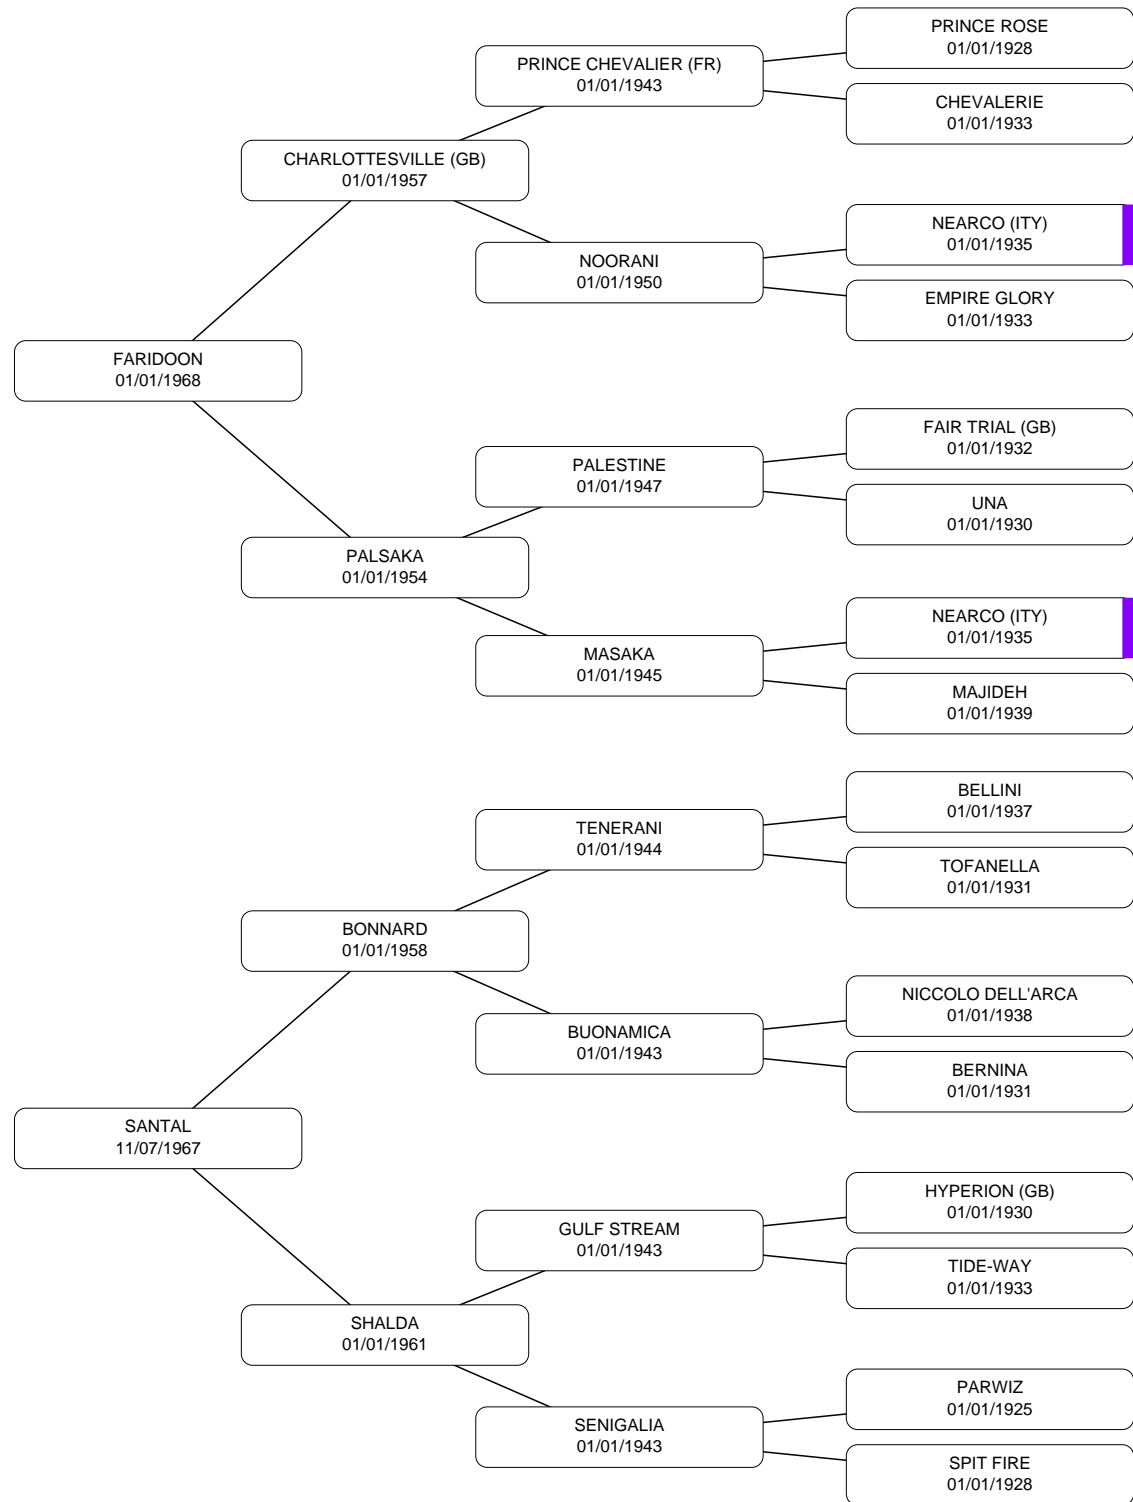 PRINCE ROSE
01/01/1928
PRINCE CHEVALIER (FR)
01/01/1943
CHEVALERIE
01/01/1933
CHARLOTTESVILLE (GB)
01/01/1957
NEARCO (ITY)
01/01/1935
NOORANI
01/01/1950
EMPIRE GLORY
01/01/1933
FARIDOON
01/01/1968
FAIR TRIAL (GB)
01/01/1932
PALESTINE
01/01/1947
UNA
01/01/1930
PALSAKA
01/01/1954
NEARCO (ITY)
01/01/1935
MASAKA
01/01/1945
MAJIDEH
01/01/1939
BELLINI
01/01/1937
TENERANI
01/01/1944
TOFANELLA
01/01/1931
BONNARD
01/01/1958
NICCOLO DELL'ARCA
01/01/1938
BUONAMICA
01/01/1943
BERNINA
01/01/1931
SANTAL
11/07/1967
HYPERION (GB)
01/01/1930
GULF STREAM
01/01/1943
TIDE-WAY
01/01/1933
SHALDA
01/01/1961
PARWIZ
01/01/1925
SENIGALIA
01/01/1943
SPIT FIRE
01/01/1928